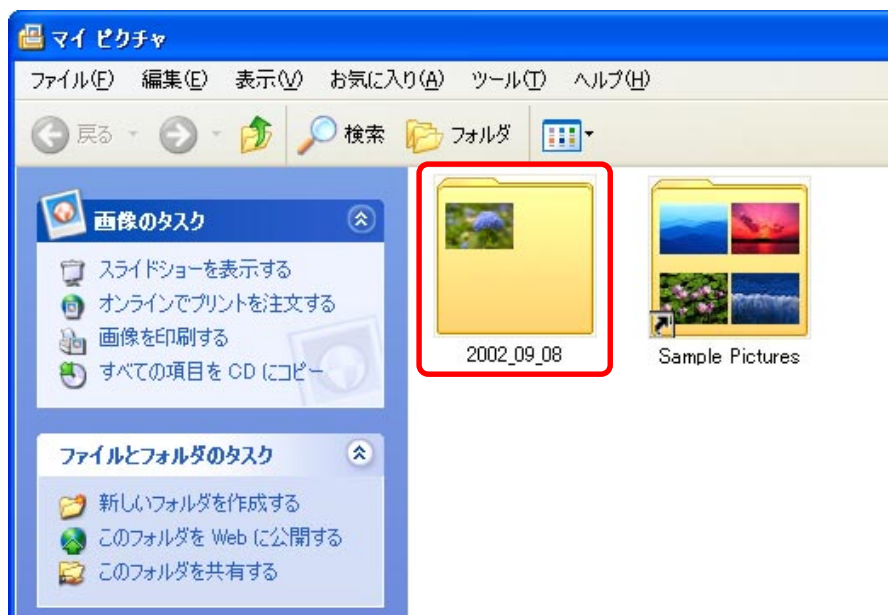 マイ ピクチャ
ファイル(F) 編集(E) 表示(V) お気に入り(A) ツール(T) ヘルプ(H)
戻る 検索 フォルダ
画像のタスク
スライドショーを表示する
オンラインでプリントを注文する
画像を印刷する
すべての項目を CD にコピー
ファイルとフォルダのタスク
新しいフォルダを作成する
このフォルダを Web に公開する
このフォルダを共有する
2002_09_08
Sample Pictures